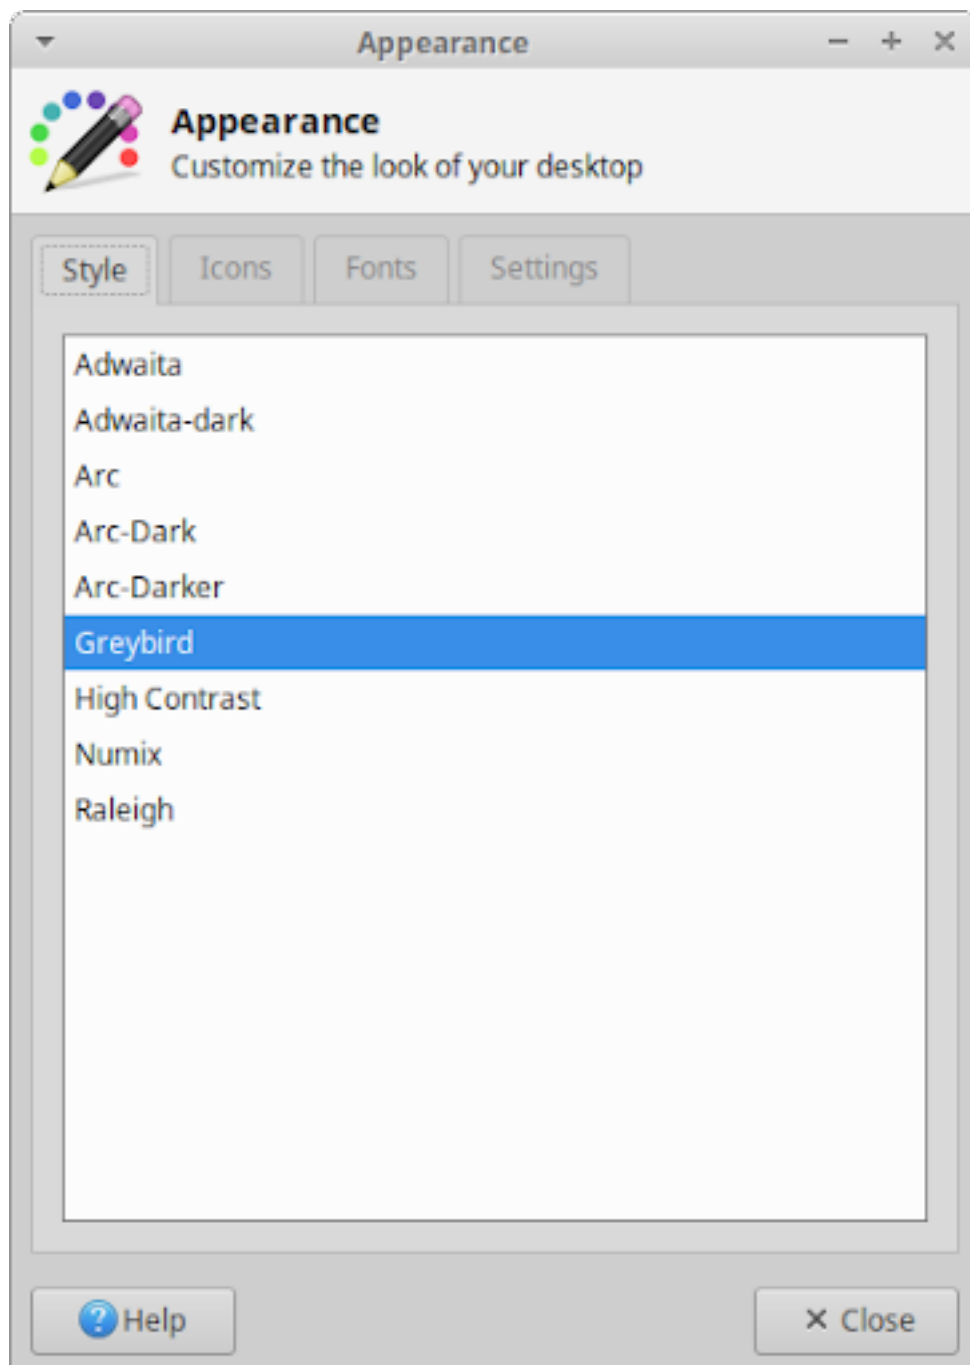 Appearance
Appearance
Customize the look of your desktop
Style Icons Fonts Settings
Adwaita
Adwaita-dark
Arc
Arc-Dark
Arc-Darker
Greybird
High Contrast
Numix
Raleigh
Help Close